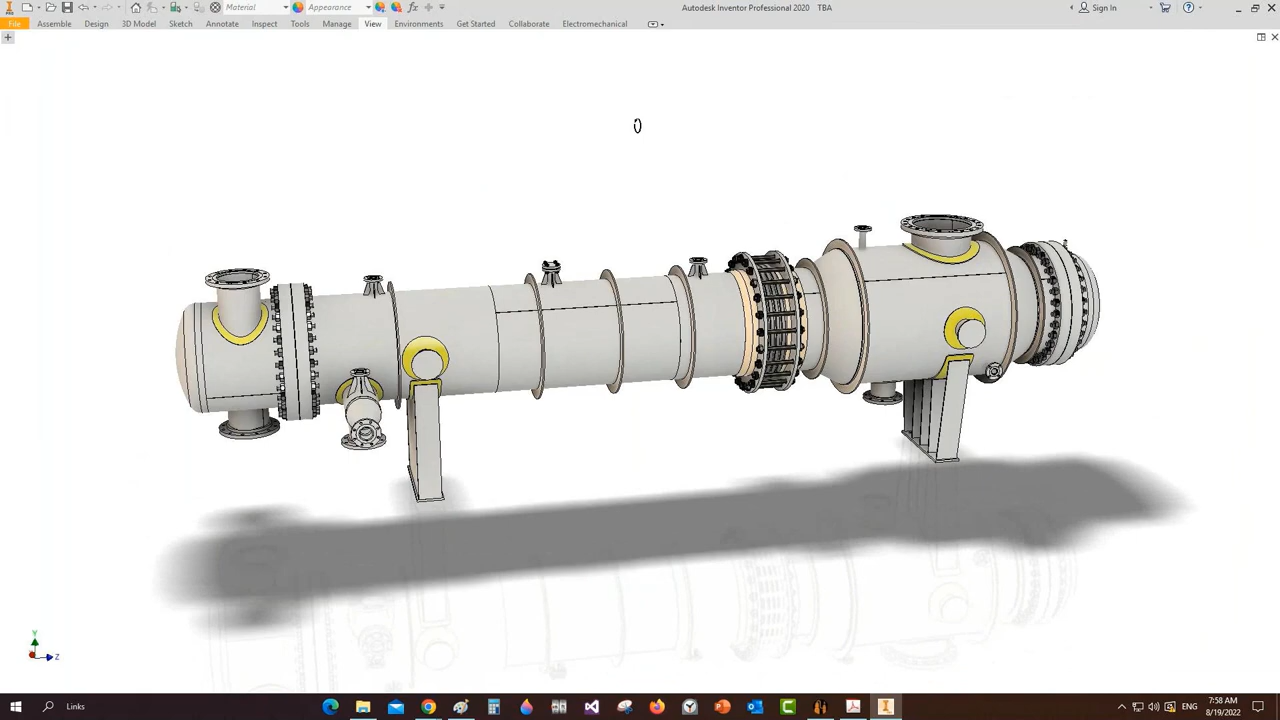 Material
Appearance
Autodesk Inventor Professional 2020 TBA
Sign In
File Assemble Design 3D Model Sketch Annotate Inspect Tools Manage View Environments Get Started Collaborate Electromechanical
Y
Z
Links
ENG
7:58 AM
8/19/2022